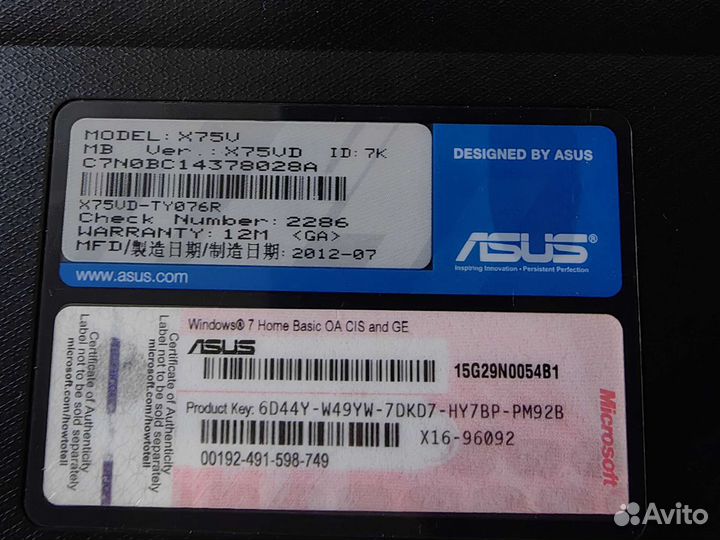 MODEL: X75V
MB Ver.: X75VD ID: 7K
C7N0BC14378028A
X75VD-TY076R
Check Number: 2286
WARRANTY: 12M <GA>
MFD/製造日期/制造日期: 2012-07
www.asus.com
DESIGNED BY ASUS
ASUS®
Inspiring Innovation • Persistent Perfection
Certificate of Authenticity
Label not to be sold separately
microsoft.com/howtotell
Certificate of Authenticity
Label not to be sold separately
microsoft.com/howtotell
Windows® 7 Home Basic OA CIS and GE
ASUS
15G29N0054B1
Product Key: 6D44Y-W49YW-7DKD7-HY7BP-PM92B
X16-96092
00192-491-598-749
Microsoft
Avito